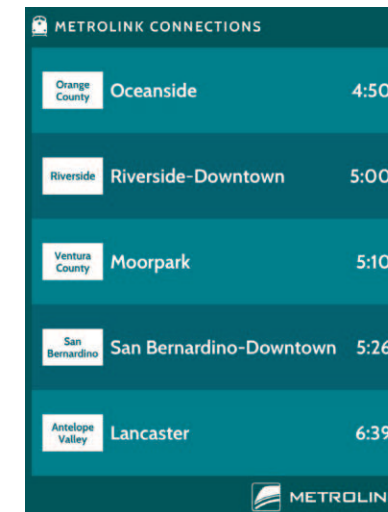 METROLINK CONNECTIONS
Orange
County
Oceanside
4:50
Riverside
Riverside-Downtown
5:00
Ventura
County
Moorpark
5:10
San
Bernardino
San Bernardino-Downtown
5:26
Antelope
Valley
Lancaster
6:39
METROLIN